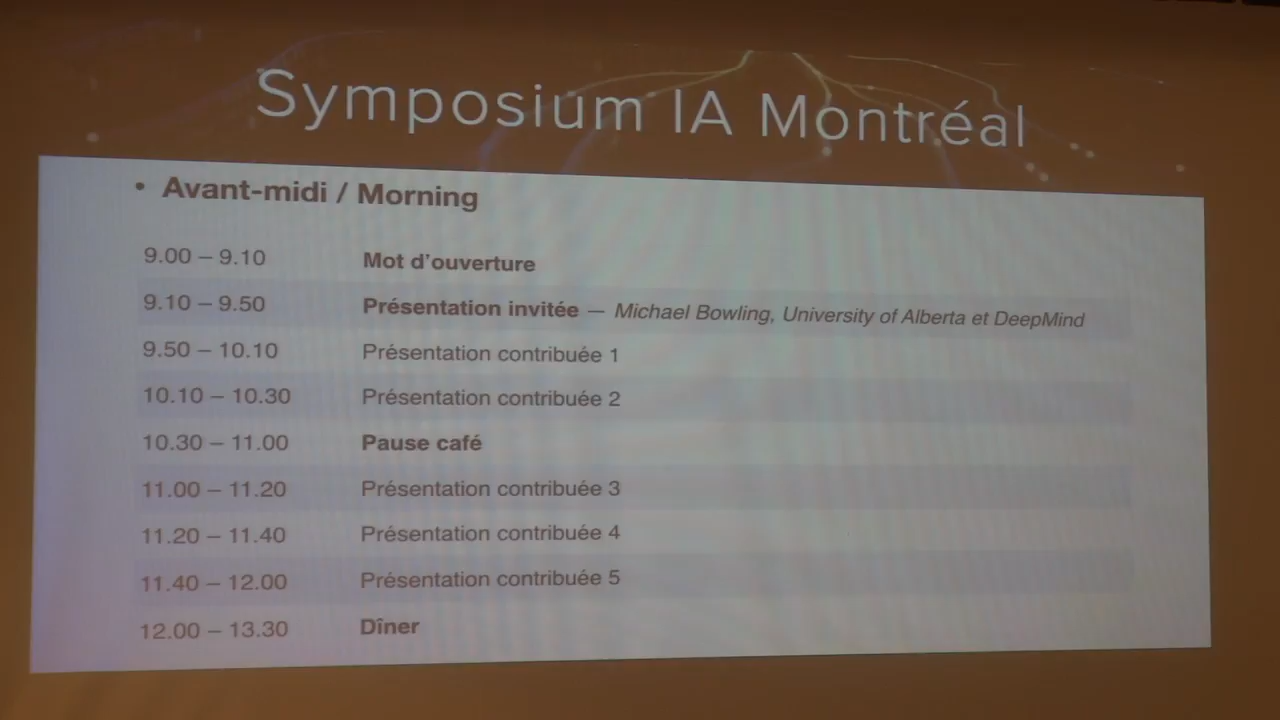 Symposium IA Montréal
• Avant-midi / Morning
9.00 – 9.10 Mot d'ouverture
9.10 – 9.50 Présentation invitée — Michael Bowling, University of Alberta et DeepMind
9.50 – 10.10 Présentation contribuée 1
10.10 – 10.30 Présentation contribuée 2
10.30 – 11.00 Pause café
11.00 – 11.20 Présentation contribuée 3
11.20 – 11.40 Présentation contribuée 4
11.40 – 12.00 Présentation contribuée 5
12.00 – 13.30 Dîner